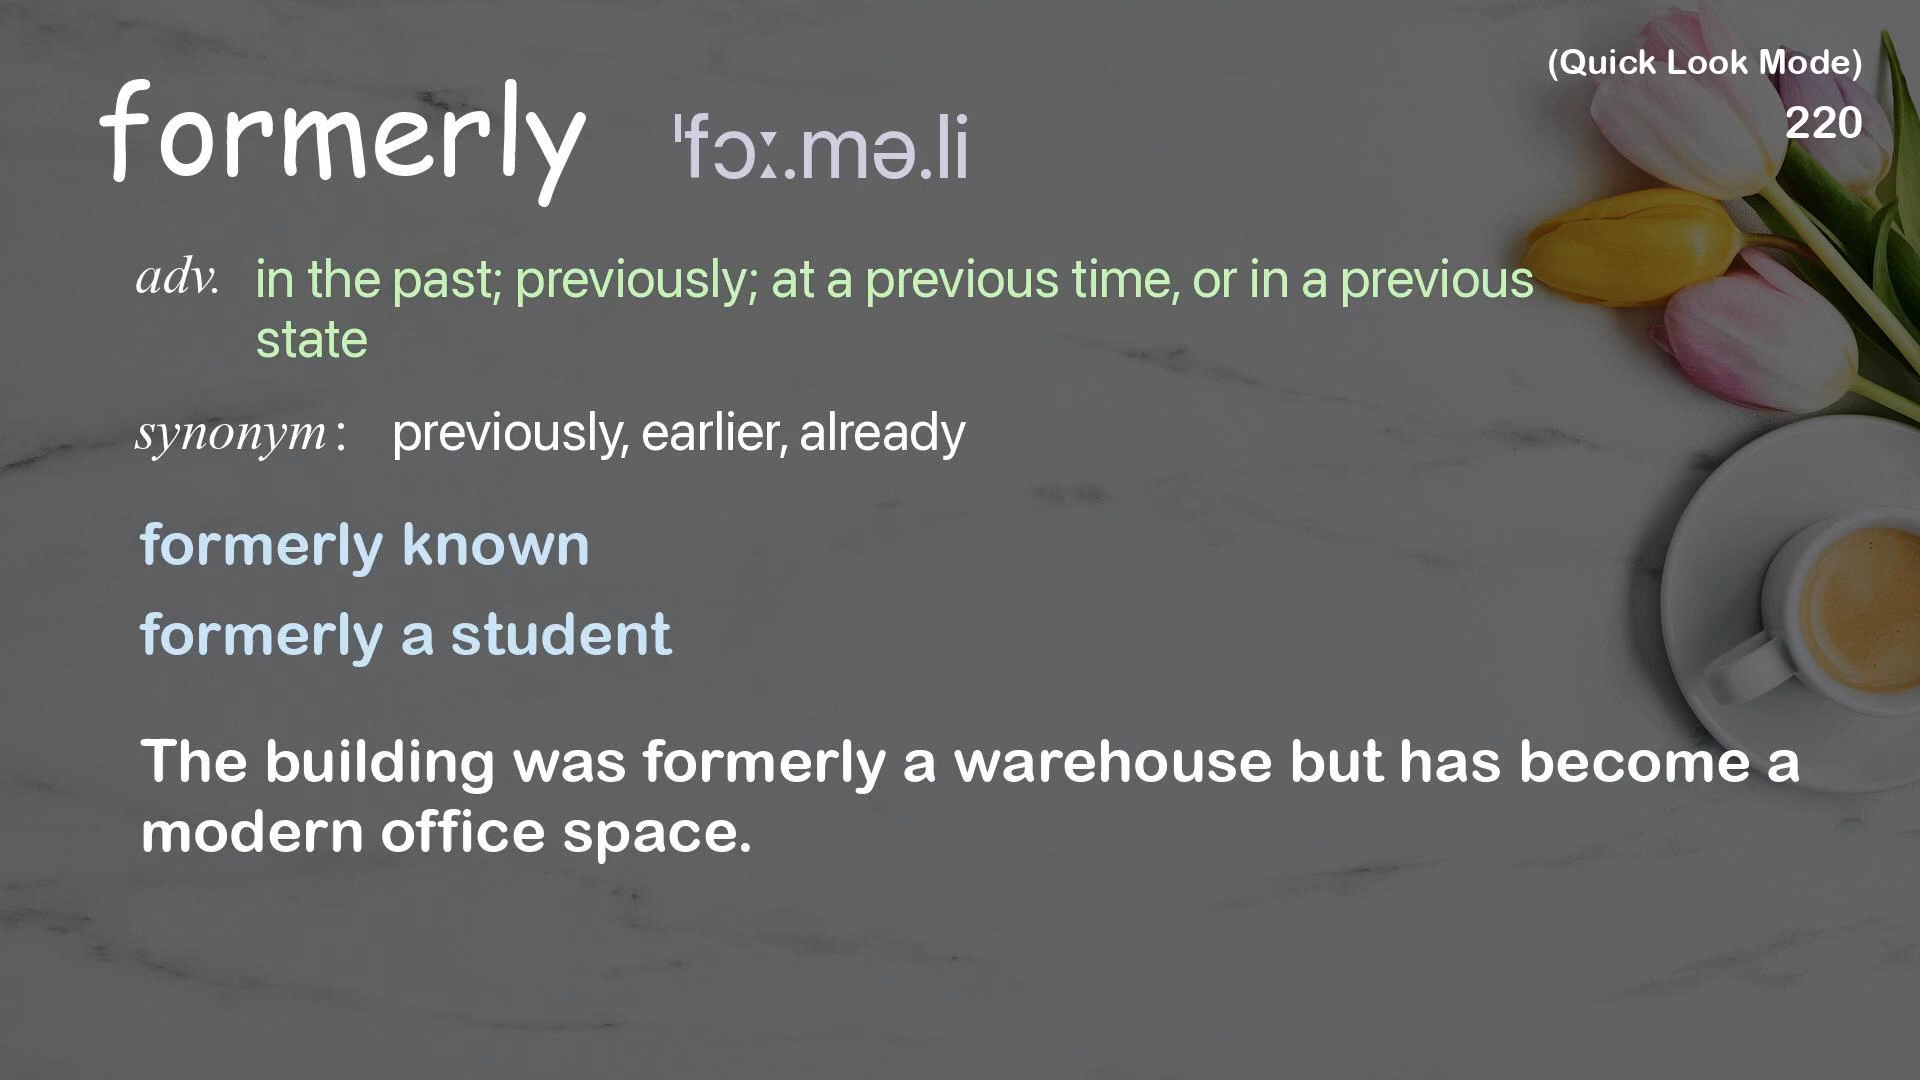 (Quick Look Mode)
220
formerly ˈfɔː.mə.li
adv. in the past; previously; at a previous time, or in a previous
state
synonym: previously, earlier, already
formerly known
formerly a student
The building was formerly a warehouse but has become a
modern office space.